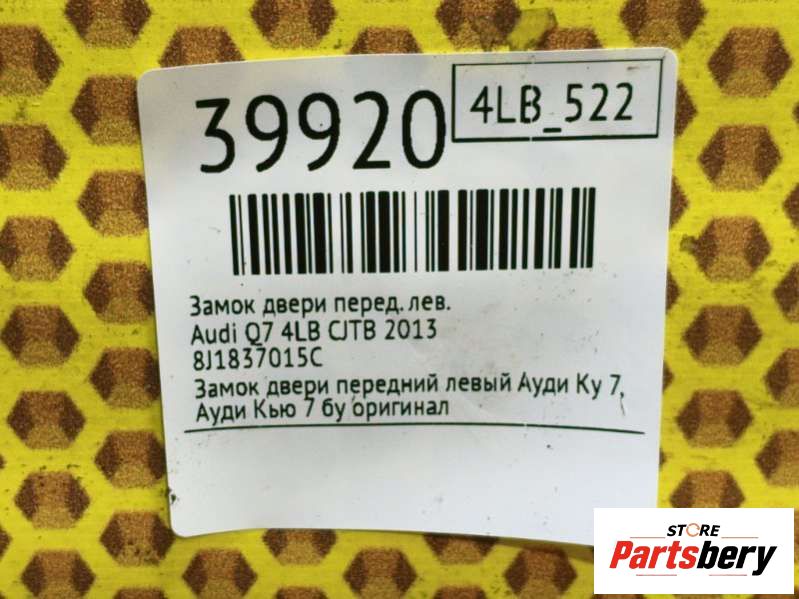 39920
4LB_522
Замок двери перед. лев.
Audi Q7 4LB CJTB 2013
8J1837015C
Замок двери передний левый Ауди Ку 7,
Ауди Кью 7 бу оригинал
STORE
Partsbery